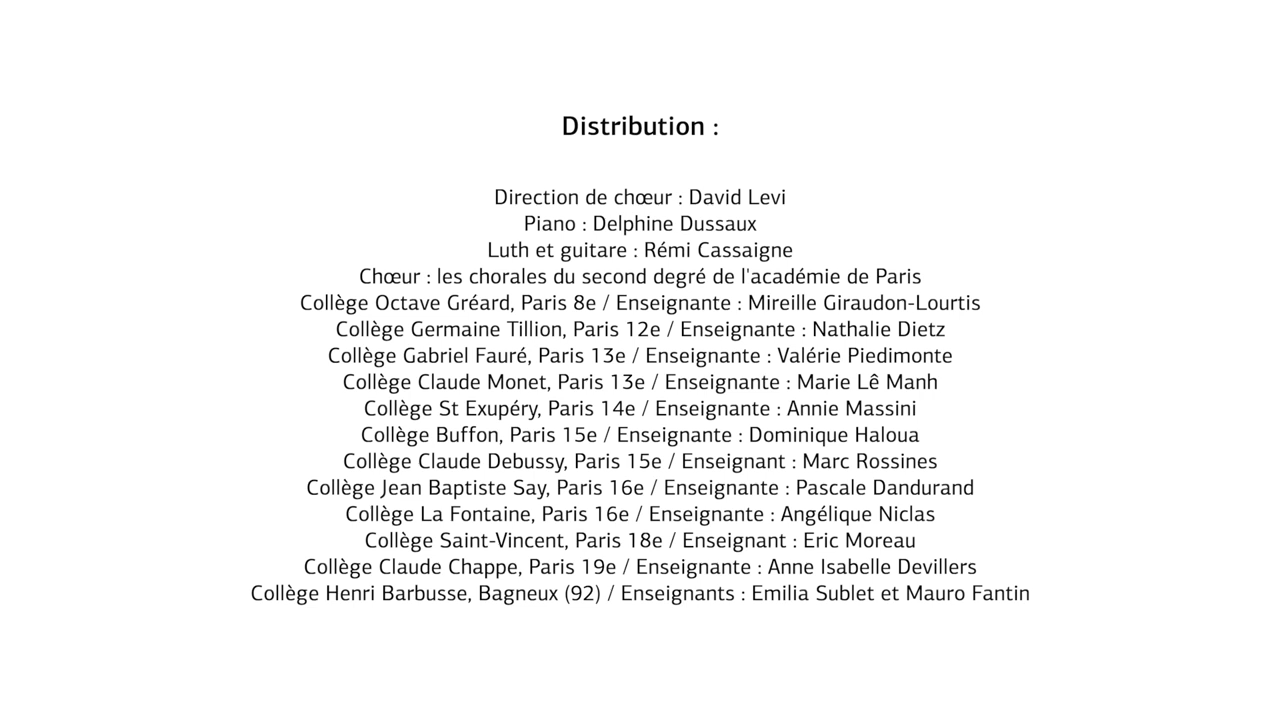 Distribution :
Direction de chœur : David Levi
Piano : Delphine Dussaux
Luth et guitare : Rémi Cassaigne
Chœur : les chorales du second degré de l'académie de Paris
Collège Octave Gréard, Paris 8e / Enseignante : Mireille Giraudon-Lourtis
Collège Germaine Tillion, Paris 12e / Enseignante : Nathalie Dietz
Collège Gabriel Fauré, Paris 13e / Enseignante : Valérie Piedimonte
Collège Claude Monet, Paris 13e / Enseignante : Marie Lê Manh
Collège St Exupéry, Paris 14e / Enseignante : Annie Massini
Collège Buffon, Paris 15e / Enseignante : Dominique Haloua
Collège Claude Debussy, Paris 15e / Enseignant : Marc Rossines
Collège Jean Baptiste Say, Paris 16e / Enseignante : Pascale Dandurand
Collège La Fontaine, Paris 16e / Enseignante : Angélique Niclas
Collège Saint-Vincent, Paris 18e / Enseignant : Eric Moreau
Collège Claude Chappe, Paris 19e / Enseignante : Anne Isabelle Devillers
Collège Henri Barbusse, Bagneux (92) / Enseignants : Emilia Sublet et Mauro Fantin